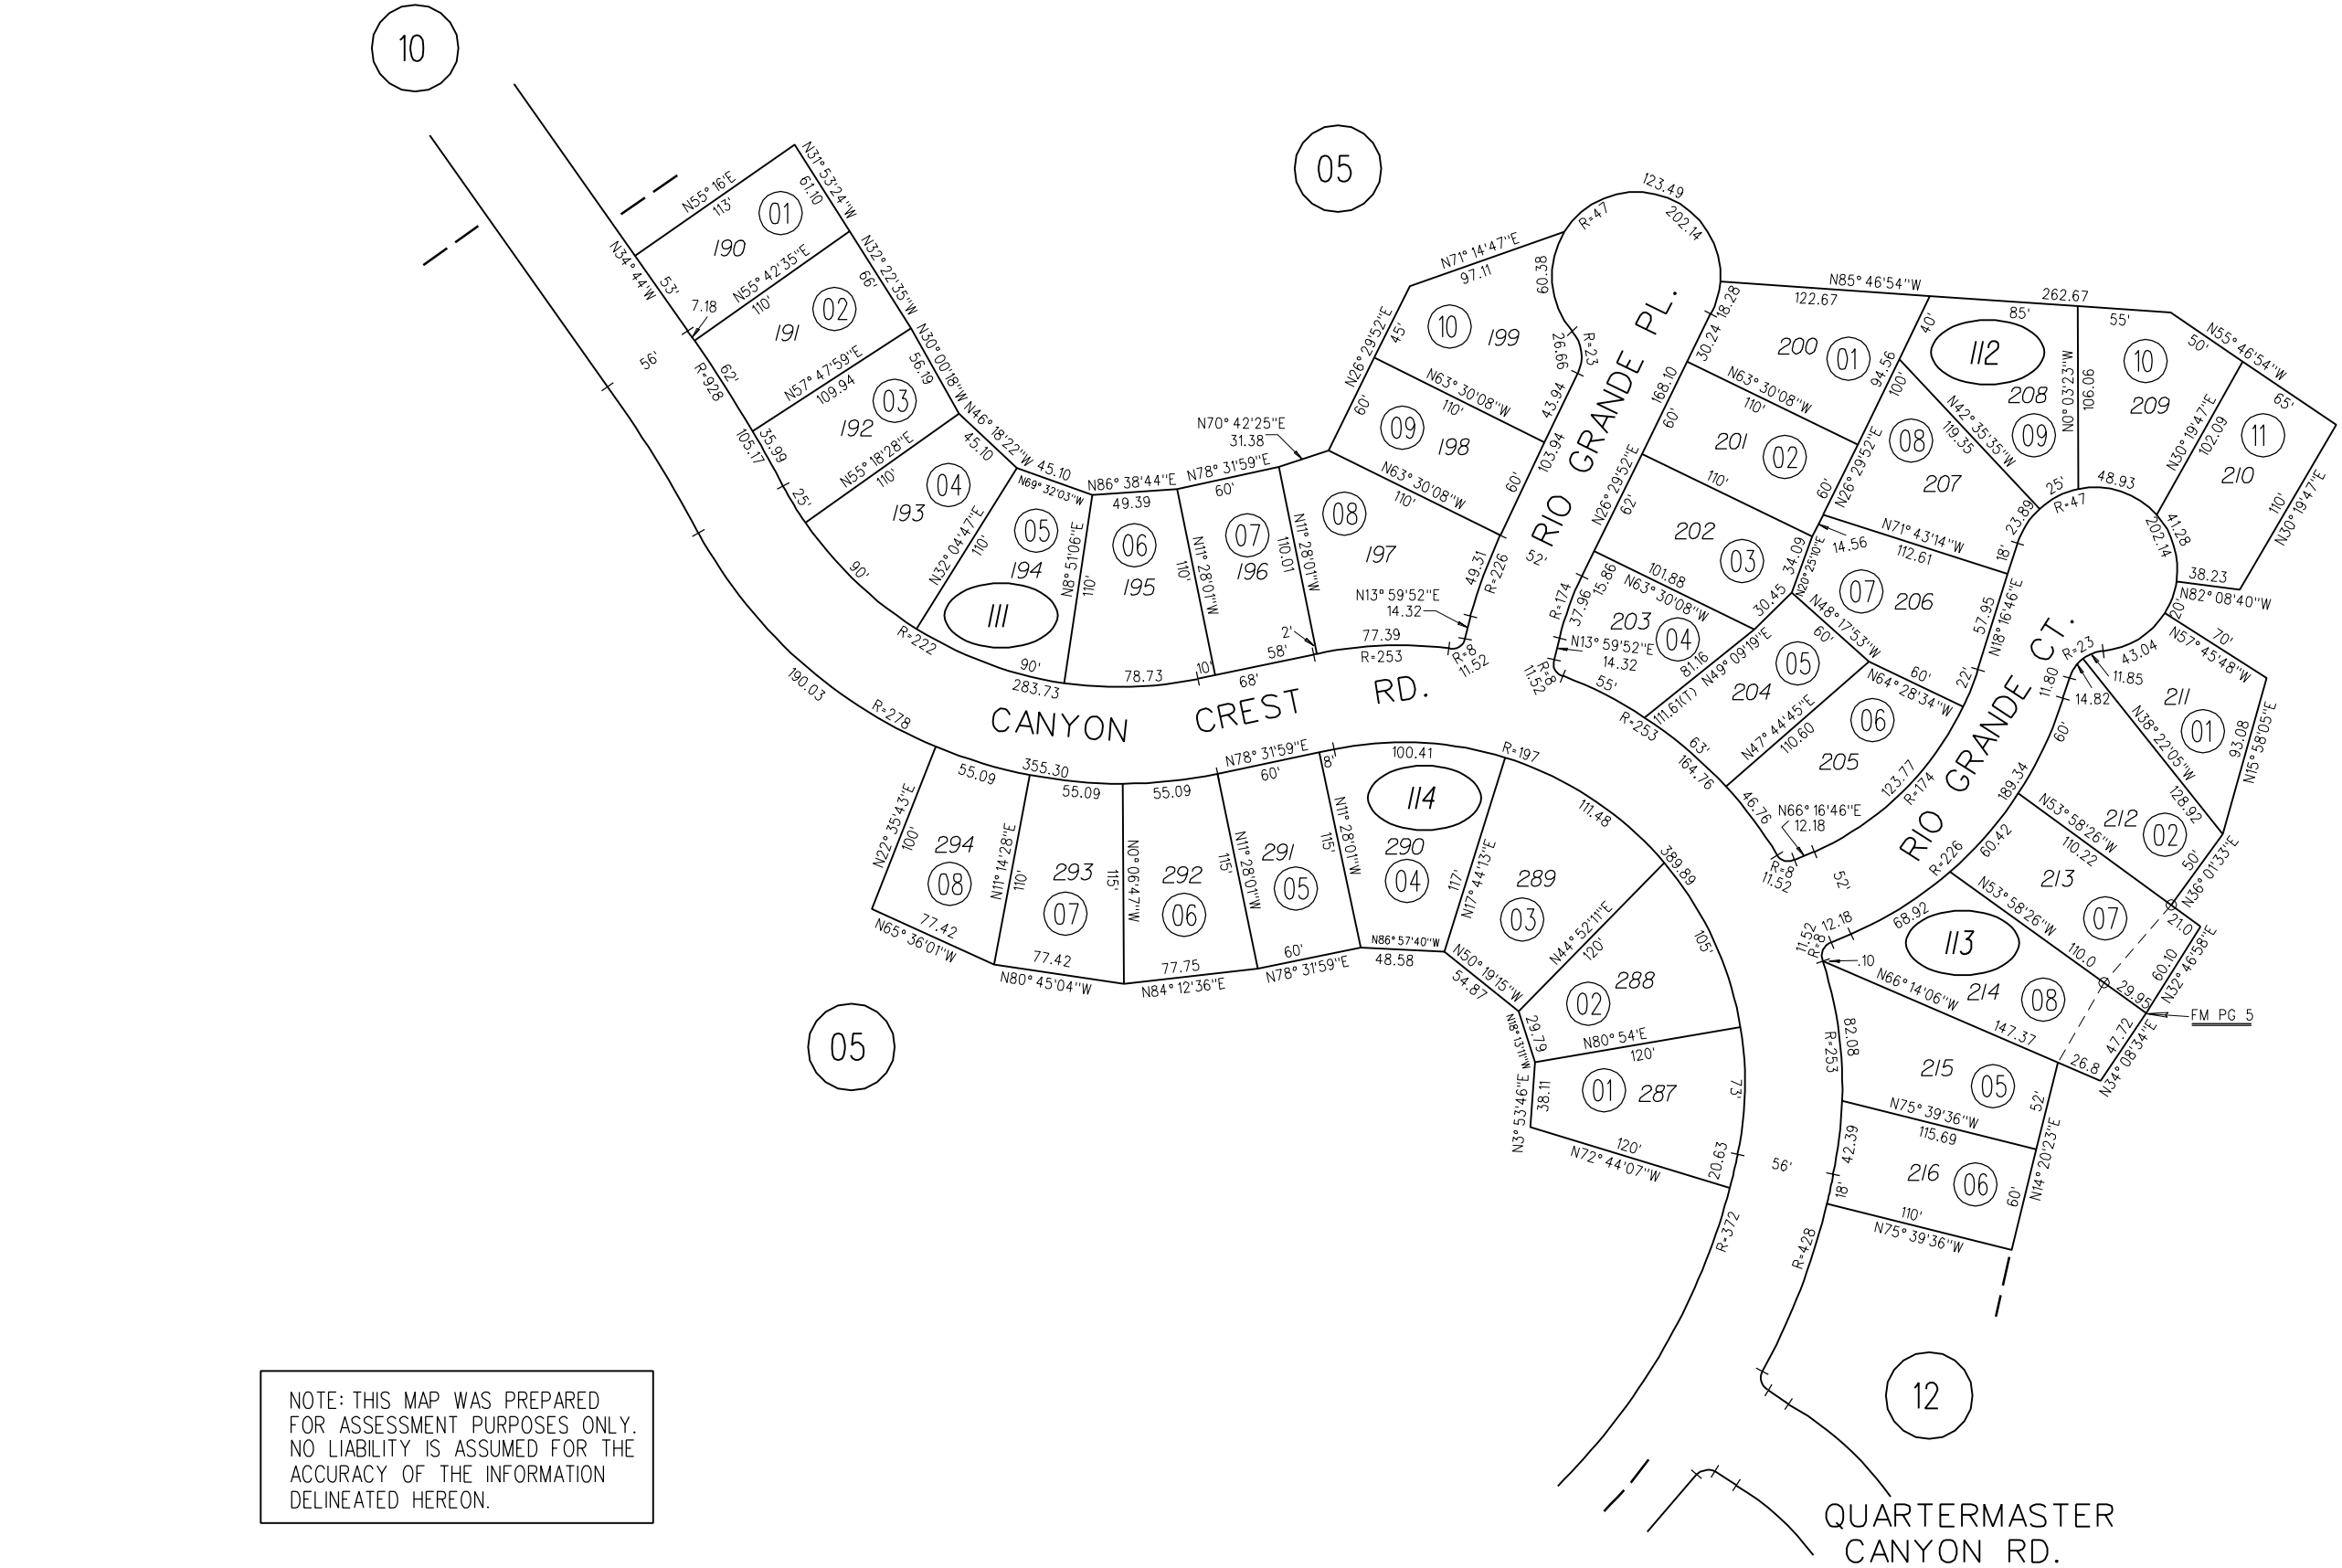 10
05
N31°53'24"W
61.10
N55°16'E
113'
01
190
N34°44'W
53'
7.18
N55°42'35"E
110'
02
191
N32°22'35"W
66'
56'
62'
R=928
N57°47'59"E
109.94
03
192
N30°00'18"W
56.19
105.17
35.99
25'
N55°18'28"E
110'
04
193
N46°18'22"W
45.10
90'
N32°04'47"E
110'
05
194
45.10
N69°32'03"W
N8°51'06"E
110'
111
R=222
90'
283.73
N86°38'44"E
49.39
06
195
78.73
10'
N11°28'01"W
110'
N78°31'59"E
60'
07
196
58'
68'
2'
N11°28'01"W
110.01
N70°42'25"E
31.38
08
197
77.39
R=253
N13°59'52"E
14.32
R=8
11.52
49.31
R=226
N63°30'08"W
110'
09
198
60'
60'
N26°29'52"E
45'
N63°30'08"W
110'
10
199
43.94
103.94
N71°14'47"E
97.11
60.38
26.66
R=23
R=47
123.49
202.14
RIO GRANDE PL.
52'
18.28
30.24
168.10
60'
N26°29'52"E
62'
N85°46'54"W
122.67
262.67
85'
55'
200
01
40'
94.56
100'
N63°30'08"W
110'
201
02
110'
60'
N26°29'52"E
202
03
15.86
R=174
37.96
101.88
N63°30'08"W
34.09
N20°25'10"E
14.56
203
04
N13°59'52"E
14.32
R=8
11.52
55'
30.45
81.16
111.61(T)
N49°09'19"E
R=253
204
05
N48°17'53"W
60'
N47°44'45"E
110.60
63'
164.76
46.76
205
06
60'
N64°28'34"W
N66°16'46"E
12.18
R=8
11.52
123.77
R=174
22'
206
07
N71°43'14"W
112.61
57.95
N18°16'46"E
18'
23.89
207
08
N42°35'35"W
119.35
112
208
09
25'
R=47
N0°03'23"W
106.06
10
209
48.93
N30°19'47"E
102.09
50'
N55°46'54"W
65'
11
210
110'
N30°19'47"E
41.28
202.14
38.23
N82°08'40"W
20'
43.04
RIO GRANDE CT.
52'
R=23
11.80
14.82
11.85
70'
N57°45'48"W
211
01
93.08
N15°58'05"E
N38°22'05"W
128.92
60'
189.34
212
02
50'
N36°01'33"E
N53°58'26"W
110.22
60.42
R=226
213
07
21.0
60.10
N32°46'58"E
N53°58'26"W
110.0
29.95
FM PG 5
68.92
12.18
11.52
R=8
.10
113
214
08
N66°14'06"W
147.37
26.8
47.72
N34°08'34"E
82.08
R=253
215
05
52'
N75°39'36"W
115.69
42.39
216
06
18'
60'
N14°20'23"E
110'
N75°39'36"W
R=428
CANYON CREST RD.
190.03
R=278
355.30
55.09
55.09
55.09
N22°35'43"E
100'
294
08
77.42
N65°36'01"W
N11°14'28"E
110'
293
07
77.42
N80°45'04"W
N0°06'47"W
115'
292
06
77.75
N84°12'36"E
N78°31'59"E
60'
N11°28'01"W
115'
291
05
60'
N78°31'59"E
8'
100.41
R=197
114
N11°28'01"W
115'
290
04
N86°57'40"W
48.58
117'
N17°44'13"E
289
03
111.48
389.89
N50°19'15"W
54.87
N44°52'11"E
120'
288
02
105'
29.79
N18°13'11"W
N80°54'E
120'
01
287
38.11
N3°53'46"E
73'
120'
N72°44'07"W
20.63
56'
R=372
05
12
QUARTERMASTER
CANYON RD.
NOTE: THIS MAP WAS PREPARED
FOR ASSESSMENT PURPOSES ONLY.
NO LIABILITY IS ASSUMED FOR THE
ACCURACY OF THE INFORMATION
DELINEATED HEREON.